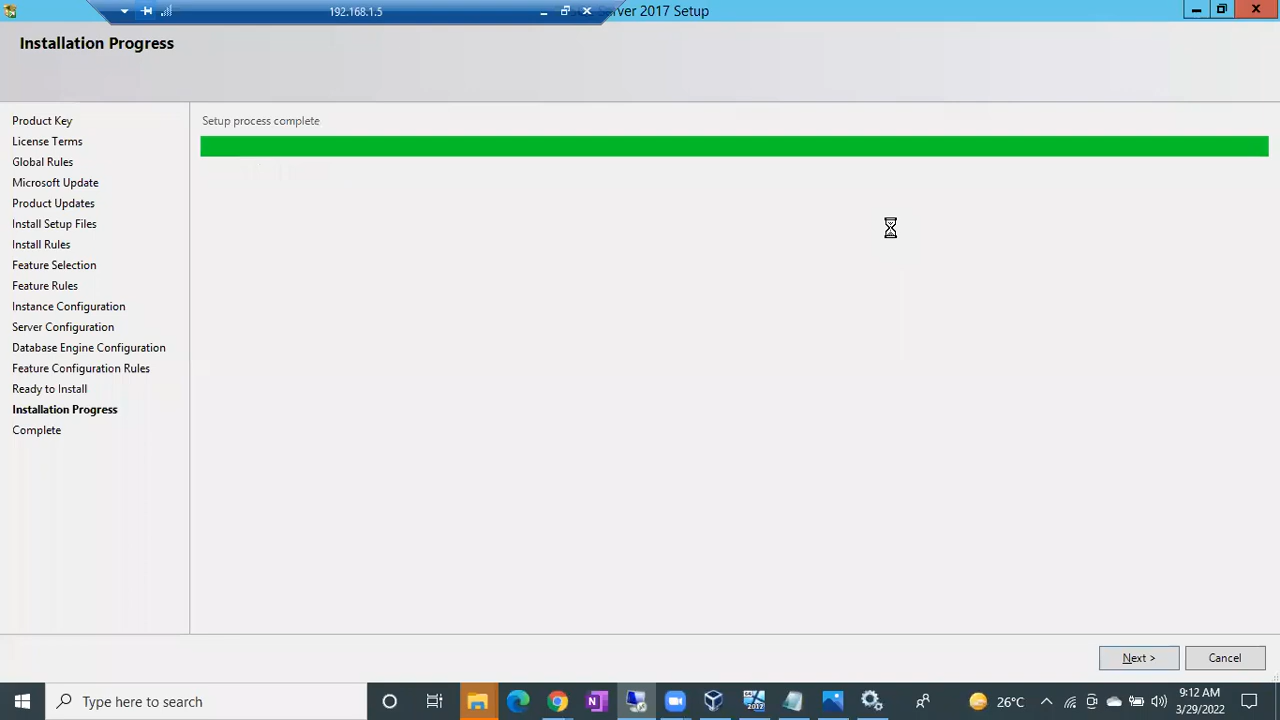 192.168.1.5
Server 2017 Setup
Installation Progress
Product Key
License Terms
Global Rules
Microsoft Update
Product Updates
Install Setup Files
Install Rules
Feature Selection
Feature Rules
Instance Configuration
Server Configuration
Database Engine Configuration
Feature Configuration Rules
Ready to Install
Installation Progress
Complete
Setup process complete
Next >
Cancel
Type here to search
26°C
9:12 AM
3/29/2022